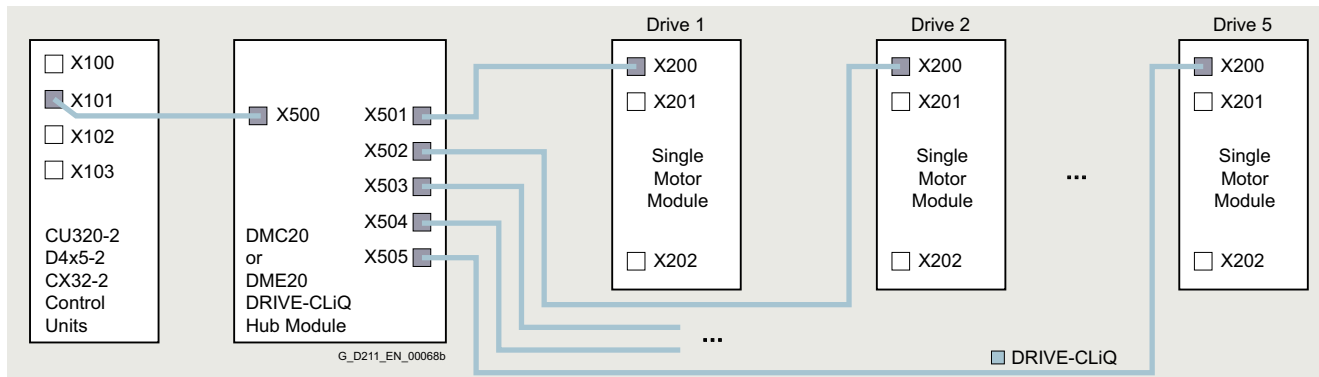 Drive 1
Drive 2
Drive 5
X100
X101
X102
X103
CU320-2
D4x5-2
CX32-2
Control
Units
X500
X501
X502
X503
X504
X505
DMC20
or
DME20
DRIVE-CLiQ
Hub Module
G_D211_EN_00068b
X200
X201
Single
Motor
Module
X202
X200
X201
Single
Motor
Module
X202
...
X200
X201
Single
Motor
Module
X202
...
DRIVE-CLiQ